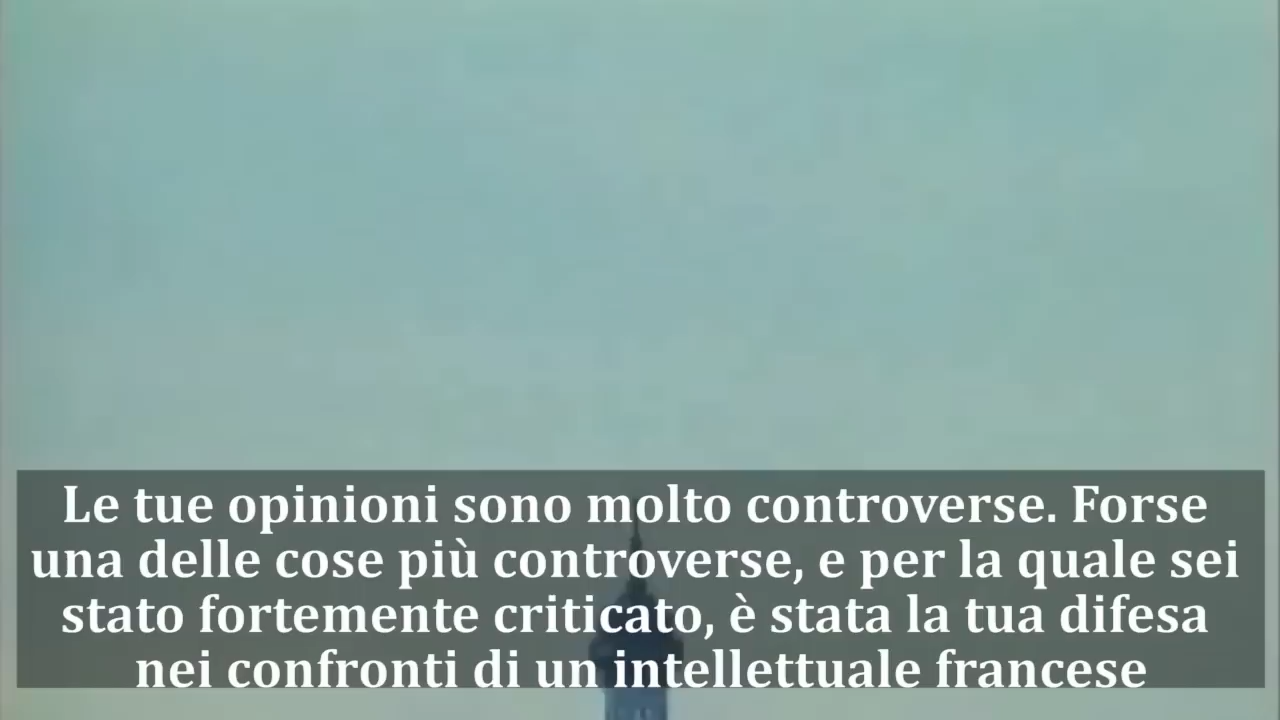 Le tue opinioni sono molto controverse. Forse
una delle cose più controverse, e per la quale sei
stato fortemente criticato, è stata la tua difesa
nei confronti di un intellettuale francese